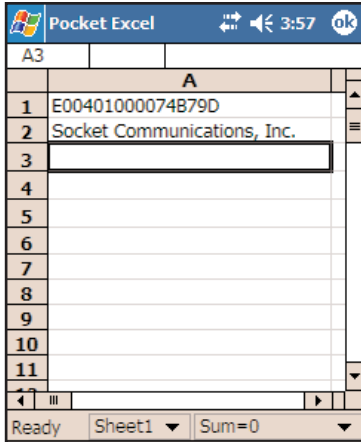 Pocket Excel 3:57 ok
A3
A
1 E00401000074B79D
2 Socket Communications, Inc.
3
4
5
6
7
8
9
10
11
Ready Sheet1 Sum=0